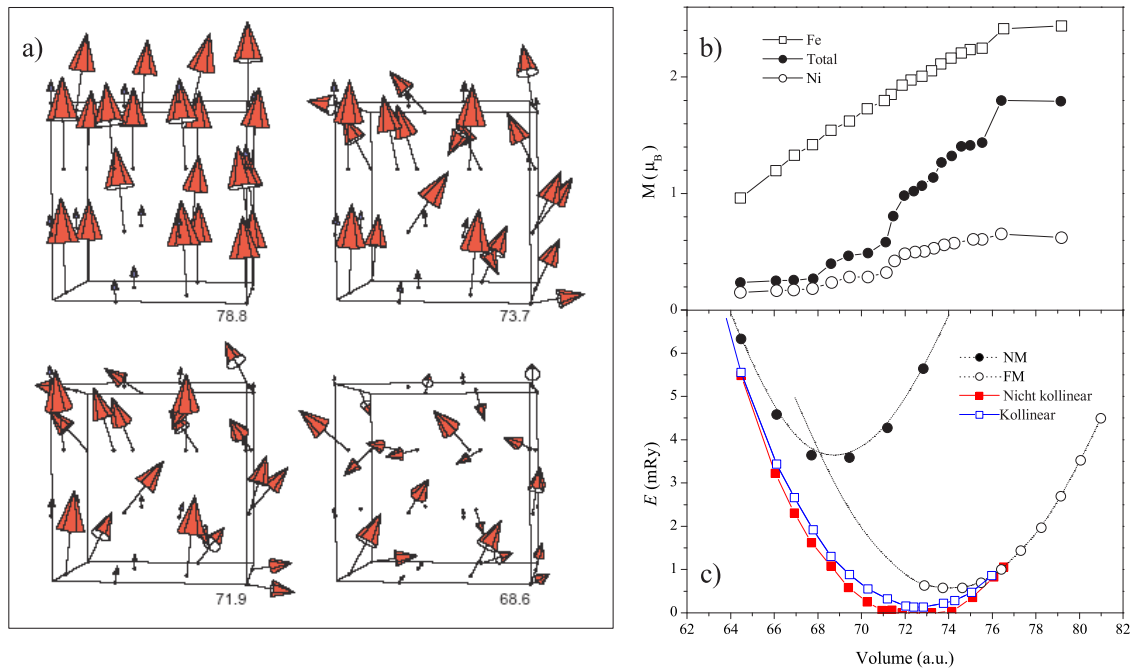 a)
78.8
73.7
71.9
68.6
b)
Fe
Total
Ni
M (μB)
2
1
0
c)
NM
FM
Nicht kollinear
Kollinear
E (mRy)
6
5
4
3
2
1
0
62 64 66 68 70 72 74 76 78 80 82
Volume (a.u.)